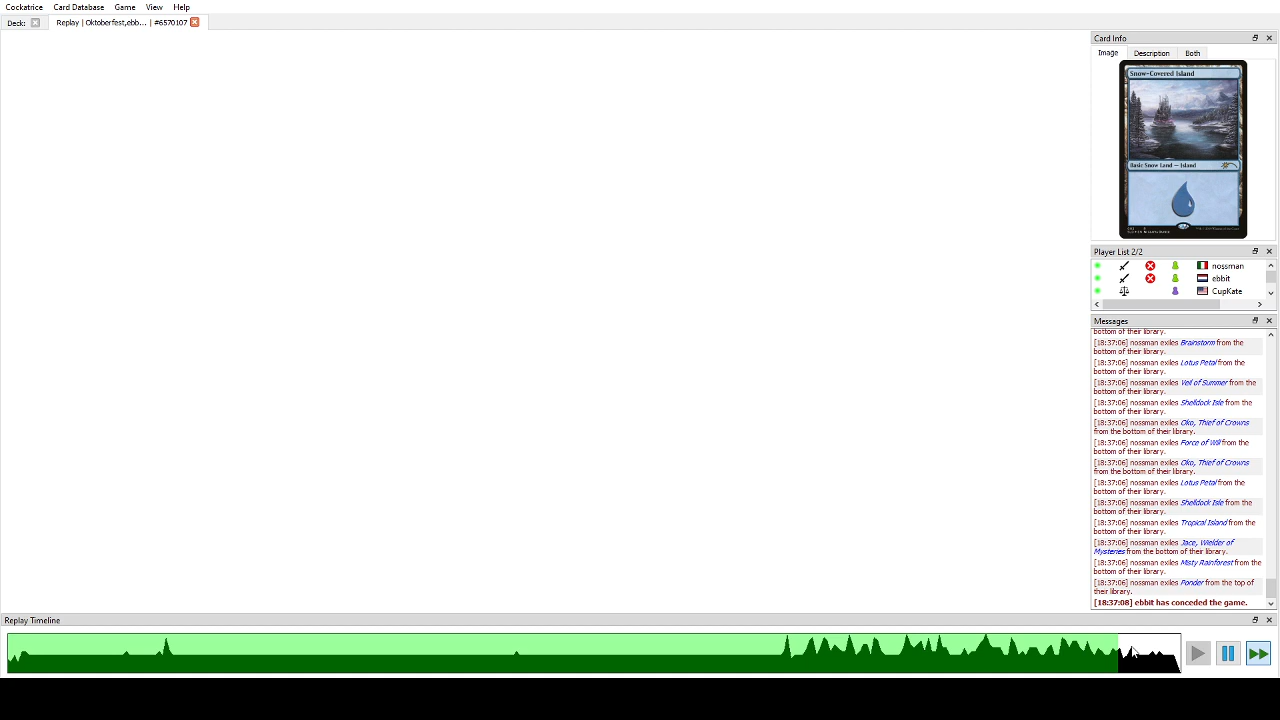 Cockatrice Card Database Game View Help
Deck: Replay | Oktoberfest,ebb... | #6570107
Card Info
Image Description Both
Snow-Covered Island
Basic Snow Land — Island
Player List 2/2
nossman
ebbit
CupKate
Messages
bottom of their library.
[18:37:06] nossman exiles Brainstorm from the
bottom of their library.
[18:37:06] nossman exiles Lotus Petal from the
bottom of their library.
[18:37:06] nossman exiles Veil of Summer from the
bottom of their library.
[18:37:06] nossman exiles Shelldock Isle from the
bottom of their library.
[18:37:06] nossman exiles Oko, Thief of Crowns
from the bottom of their library.
[18:37:06] nossman exiles Force of Will from the
bottom of their library.
[18:37:06] nossman exiles Oko, Thief of Crowns
from the bottom of their library.
[18:37:06] nossman exiles Lotus Petal from the
bottom of their library.
[18:37:06] nossman exiles Shelldock Isle from the
bottom of their library.
[18:37:06] nossman exiles Tropical Island from the
bottom of their library.
[18:37:06] nossman exiles Jace, Wielder of
Mysteries from the bottom of their library.
[18:37:06] nossman exiles Misty Rainforest from the
bottom of their library.
[18:37:06] nossman exiles Ponder from the top of
their library.
[18:37:08] ebbit has conceded the game.
Replay Timeline